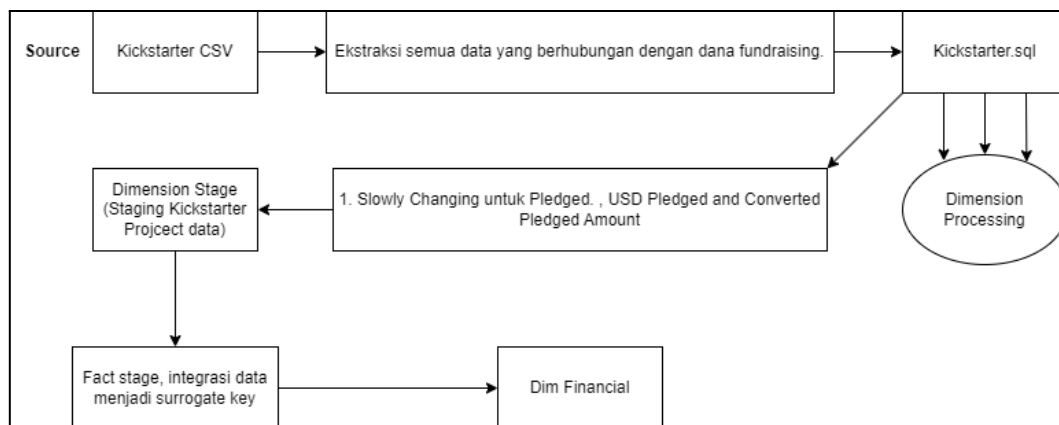 Source
Kickstarter CSV
Ekstraksi semua data yang berhubungan dengan dana fundraising.
Kickstarter.sql
Dimension Stage
(Staging Kickstarter
Projcect data)
1. Slowly Changing untuk Pledged. , USD Pledged and Converted
Pledged Amount
Dimension
Processing
Fact stage, integrasi data
menjadi surrogate key
Dim Financial